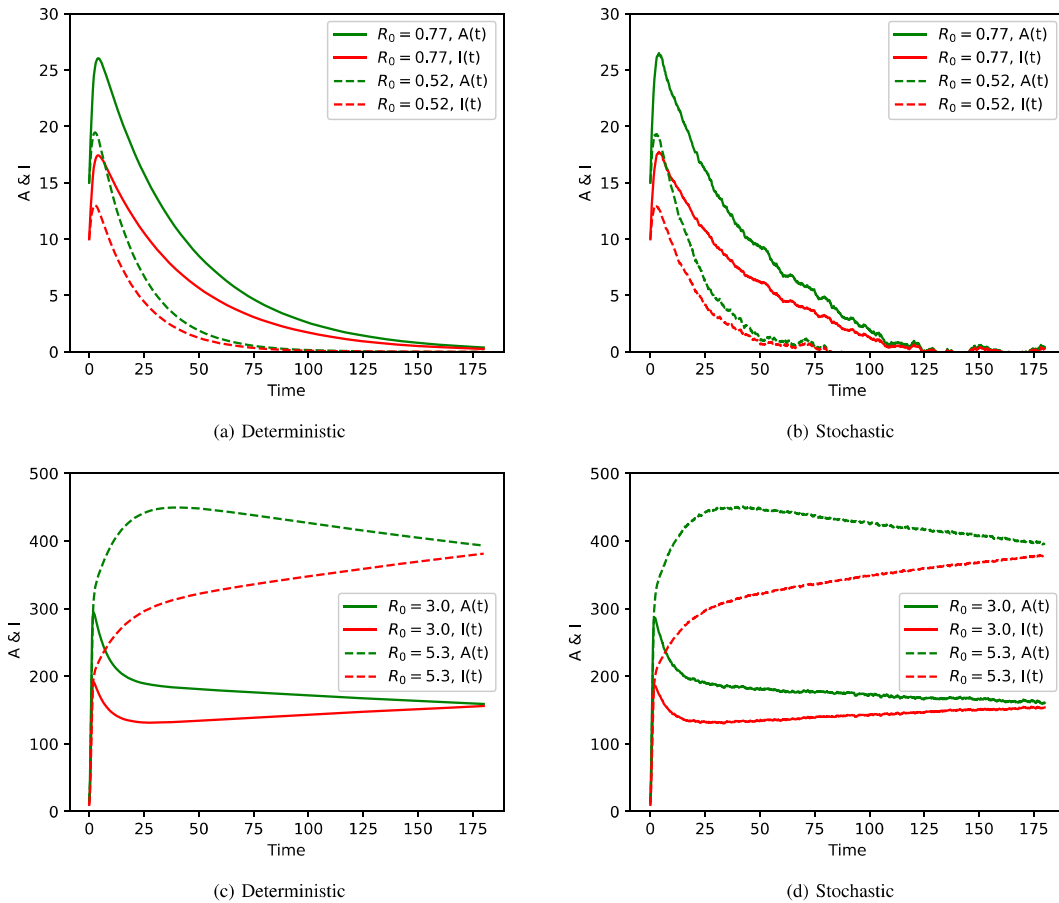 30
25
20
15
10
5
0
A & I
0 25 50 75 100 125 150 175
Time
R₀ = 0.77, A(t)
R₀ = 0.77, I(t)
R₀ = 0.52, A(t)
R₀ = 0.52, I(t)
(a) Deterministic
30
25
20
15
10
5
0
A & I
0 25 50 75 100 125 150 175
Time
R₀ = 0.77, A(t)
R₀ = 0.77, I(t)
R₀ = 0.52, A(t)
R₀ = 0.52, I(t)
(b) Stochastic
500
400
300
200
100
0
A & I
0 25 50 75 100 125 150 175
Time
R₀ = 3.0, A(t)
R₀ = 3.0, I(t)
R₀ = 5.3, A(t)
R₀ = 5.3, I(t)
(c) Deterministic
500
400
300
200
100
0
A & I
0 25 50 75 100 125 150 175
Time
R₀ = 3.0, A(t)
R₀ = 3.0, I(t)
R₀ = 5.3, A(t)
R₀ = 5.3, I(t)
(d) Stochastic